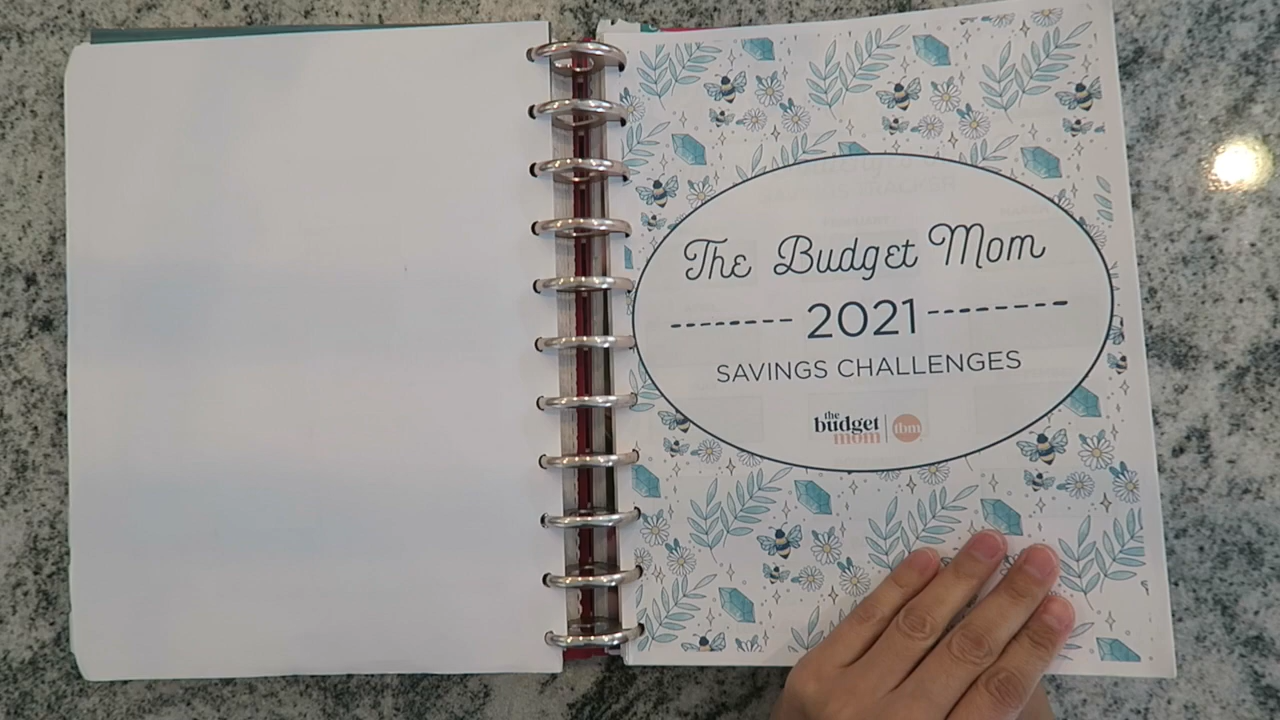 The Budget Mom
2021
SAVINGS CHALLENGES
the
budget
mom
tbm